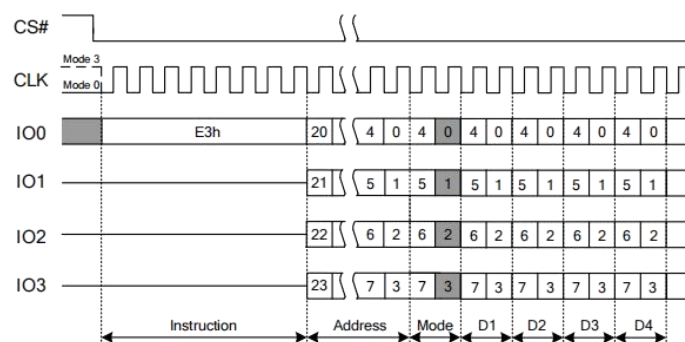 CS#
Mode 3
CLK
Mode 0
IO0 E3h 20 4 0 4 0 4 0 4 0 4 0 4 0
IO1 21 5 1 5 1 5 1 5 1 5 1 5 1
IO2 22 6 2 6 2 6 2 6 2 6 2 6 2
IO3 23 7 3 7 3 7 3 7 3 7 3 7 3
Instruction Address Mode D1 D2 D3 D4